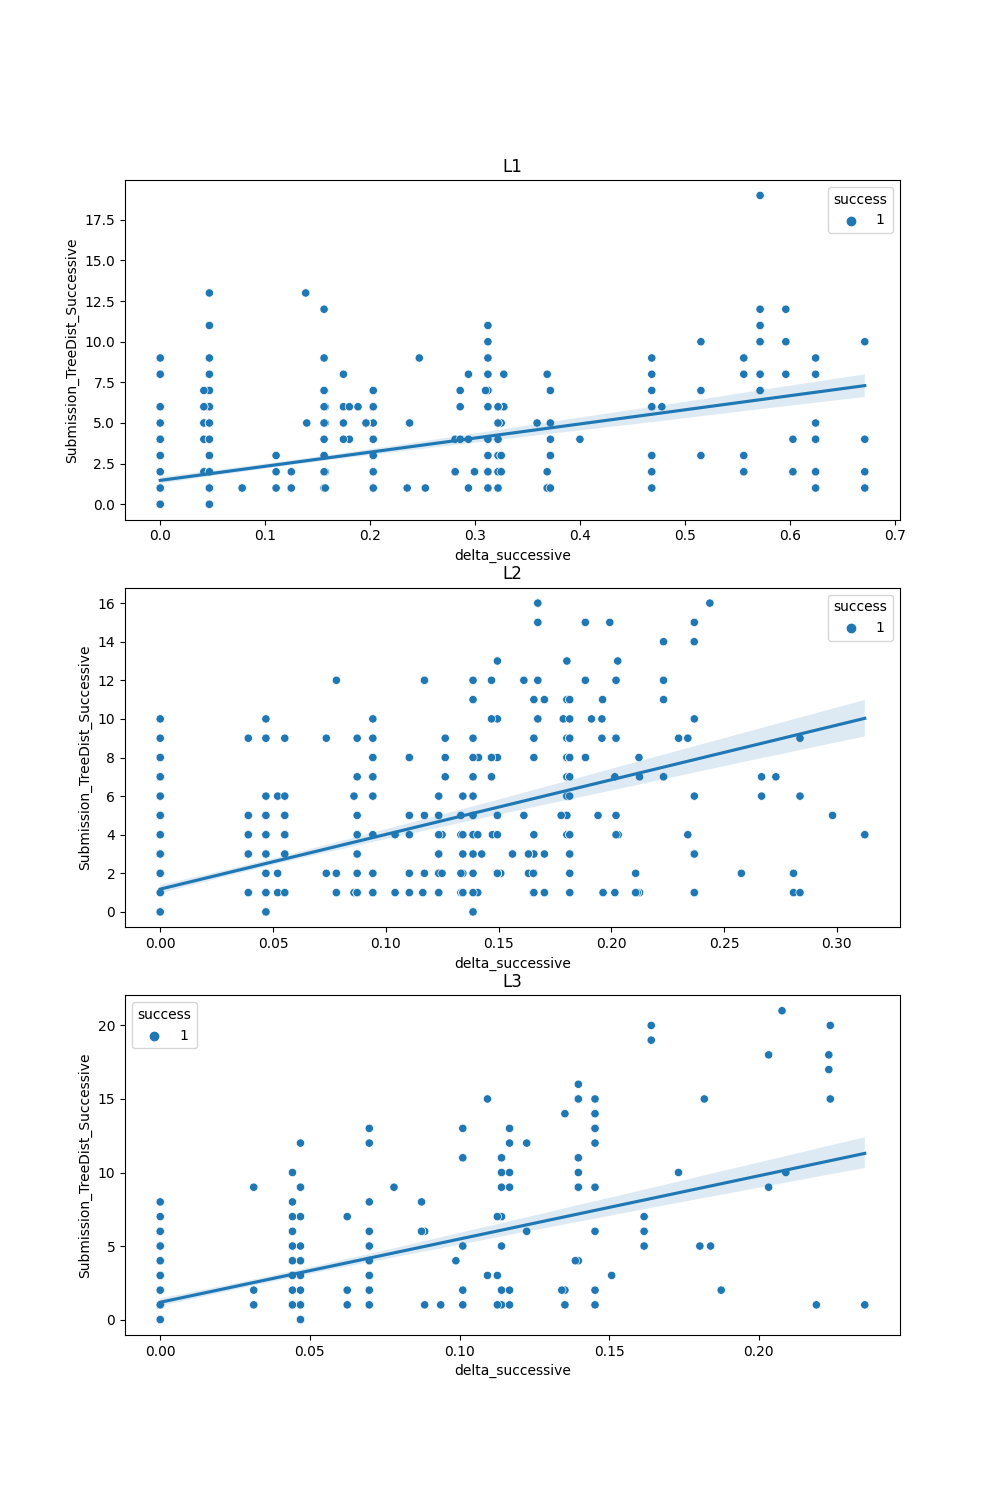 L1
success
1
17.5
15.0
12.5
10.0
7.5
5.0
2.5
0.0
Submission_TreeDist_Successive
0.0 0.1 0.2 0.3 0.4 0.5 0.6 0.7
delta_successive
L2
success
1
16
14
12
10
8
6
4
2
0
Submission_TreeDist_Successive
0.00 0.05 0.10 0.15 0.20 0.25 0.30
delta_successive
L3
success
1
20
15
10
5
0
Submission_TreeDist_Successive
0.00 0.05 0.10 0.15 0.20
delta_successive